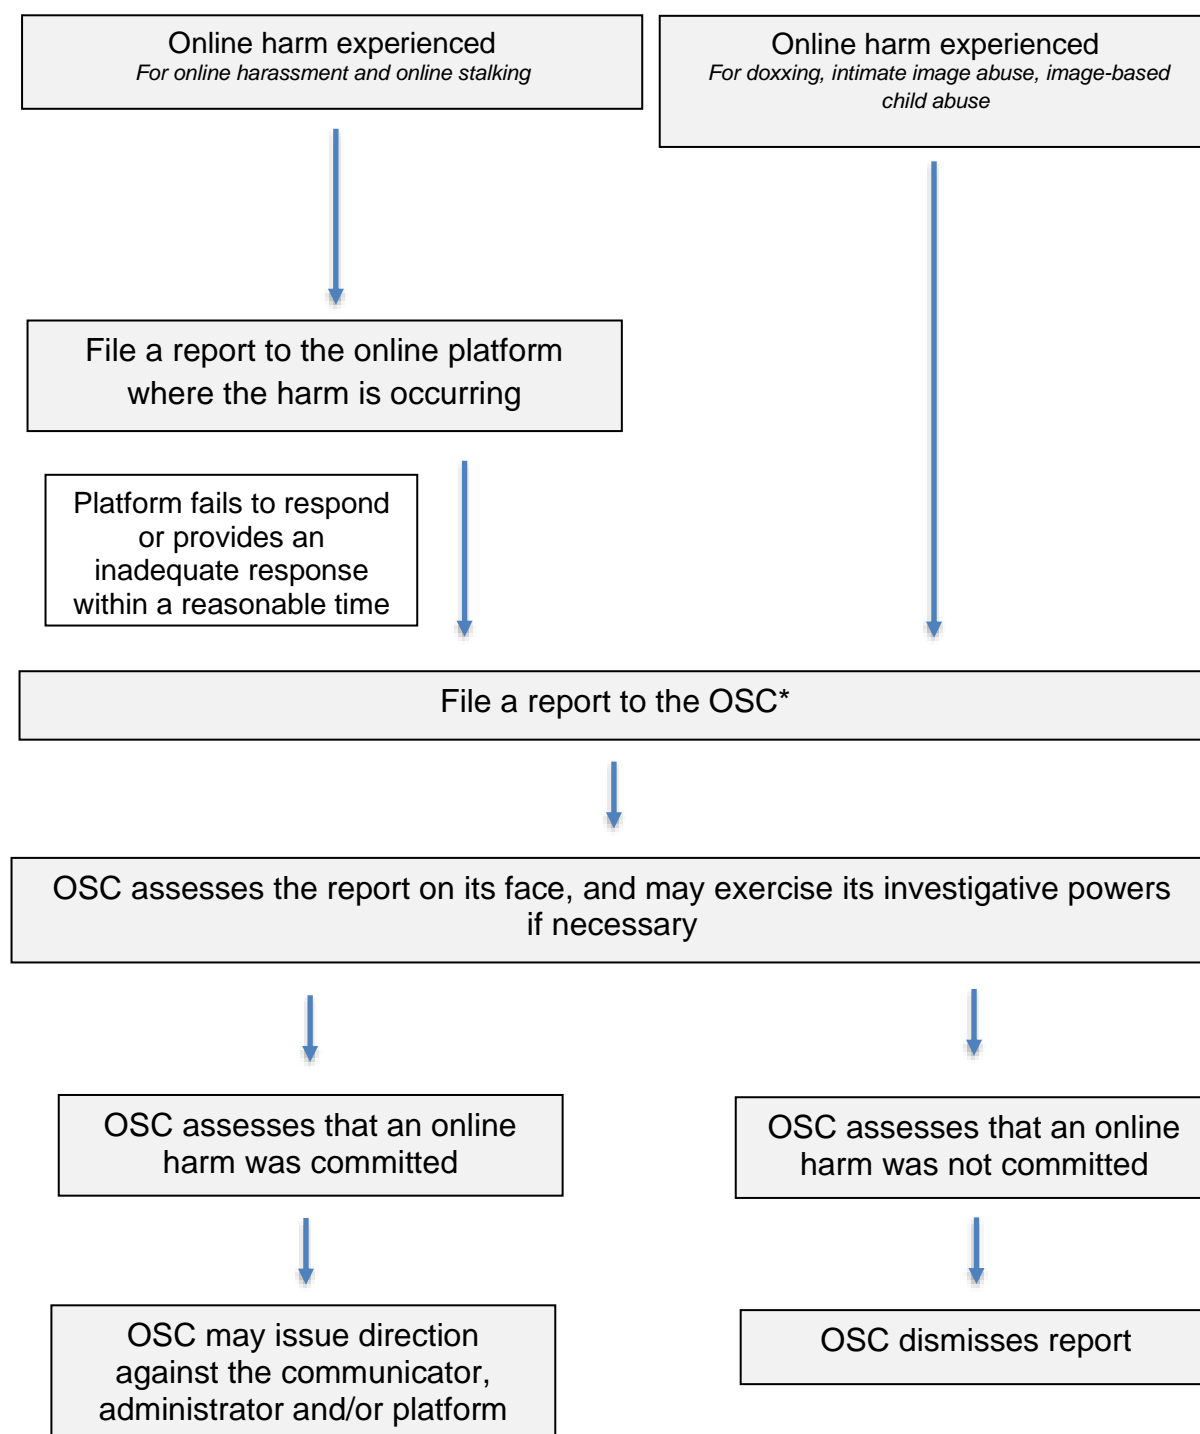 Online harm experienced
For online harassment and online stalking
Online harm experienced
For doxxing, intimate image abuse, image-based
child abuse
File a report to the online platform
where the harm is occurring
Platform fails to respond
or provides an
inadequate response
within a reasonable time
File a report to the OSC*
OSC assesses the report on its face, and may exercise its investigative powers
if necessary
OSC assesses that an online
harm was committed
OSC assesses that an online
harm was not committed
OSC may issue direction
against the communicator,
administrator and/or platform
OSC dismisses report